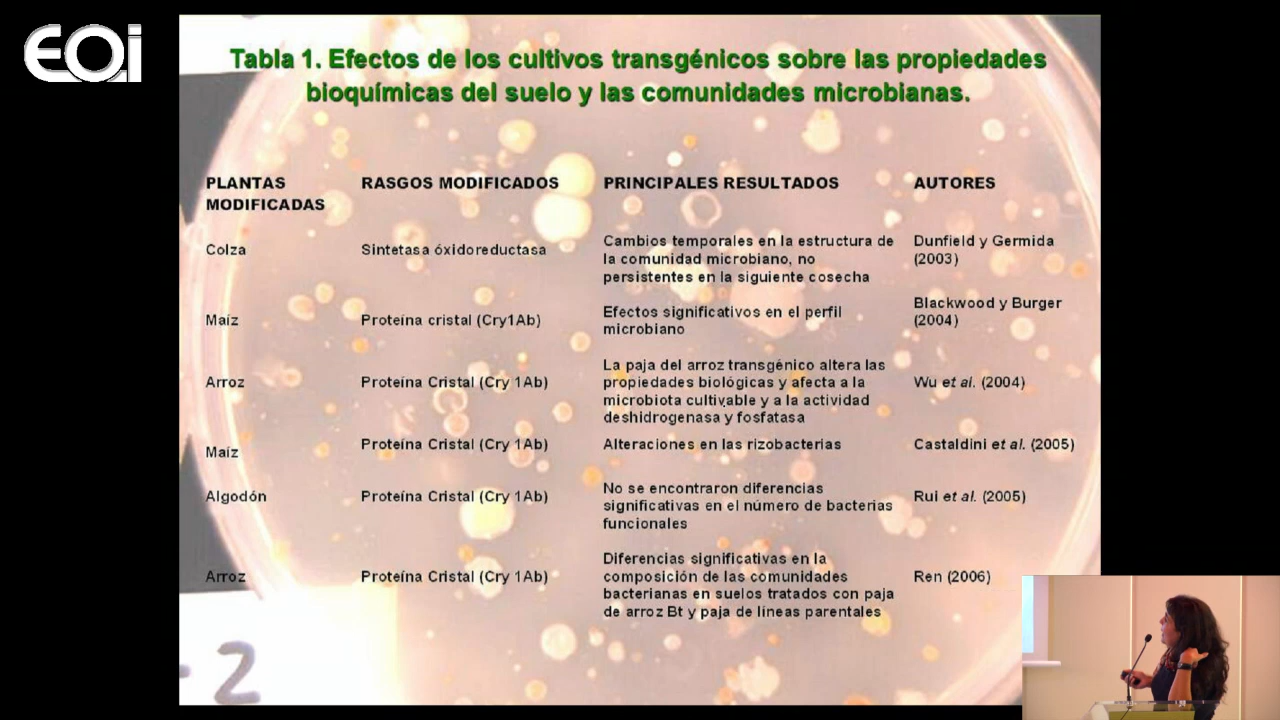 EOi
Tabla 1. Efectos de los cultivos transgénicos sobre las propiedades
bioquímicas del suelo y las comunidades microbianas.
PLANTAS
MODIFICADAS
RASGOS MODIFICADOS
PRINCIPALES RESULTADOS
AUTORES
Colza
Sintetasa óxidoreductasa
Cambios temporales en la estructura de
la comunidad microbiano, no
persistentes en la siguiente cosecha
Dunfield y Germida
(2003)
Maíz
Proteína cristal (Cry1Ab)
Efectos significativos en el perfil
microbiano
Blackwood y Burger
(2004)
Arroz
Proteína Cristal (Cry 1Ab)
La paja del arroz transgénico altera las
propiedades biológicas y afecta a la
microbiota cultivable y a la actividad
deshidrogenasa y fosfatasa
Wu et al. (2004)
Maíz
Proteína Cristal (Cry 1Ab)
Alteraciones en las rizobacterias
Castaldini et al. (2005)
Algodón
Proteína Cristal (Cry 1Ab)
No se encontraron diferencias
significativas en el número de bacterias
funcionales
Rui et al. (2005)
Arroz
Proteína Cristal (Cry 1Ab)
Diferencias significativas en la
composición de las comunidades
bacterianas en suelos tratados con paja
de arroz Bt y paja de líneas parentales
Ren (2006)
- 2